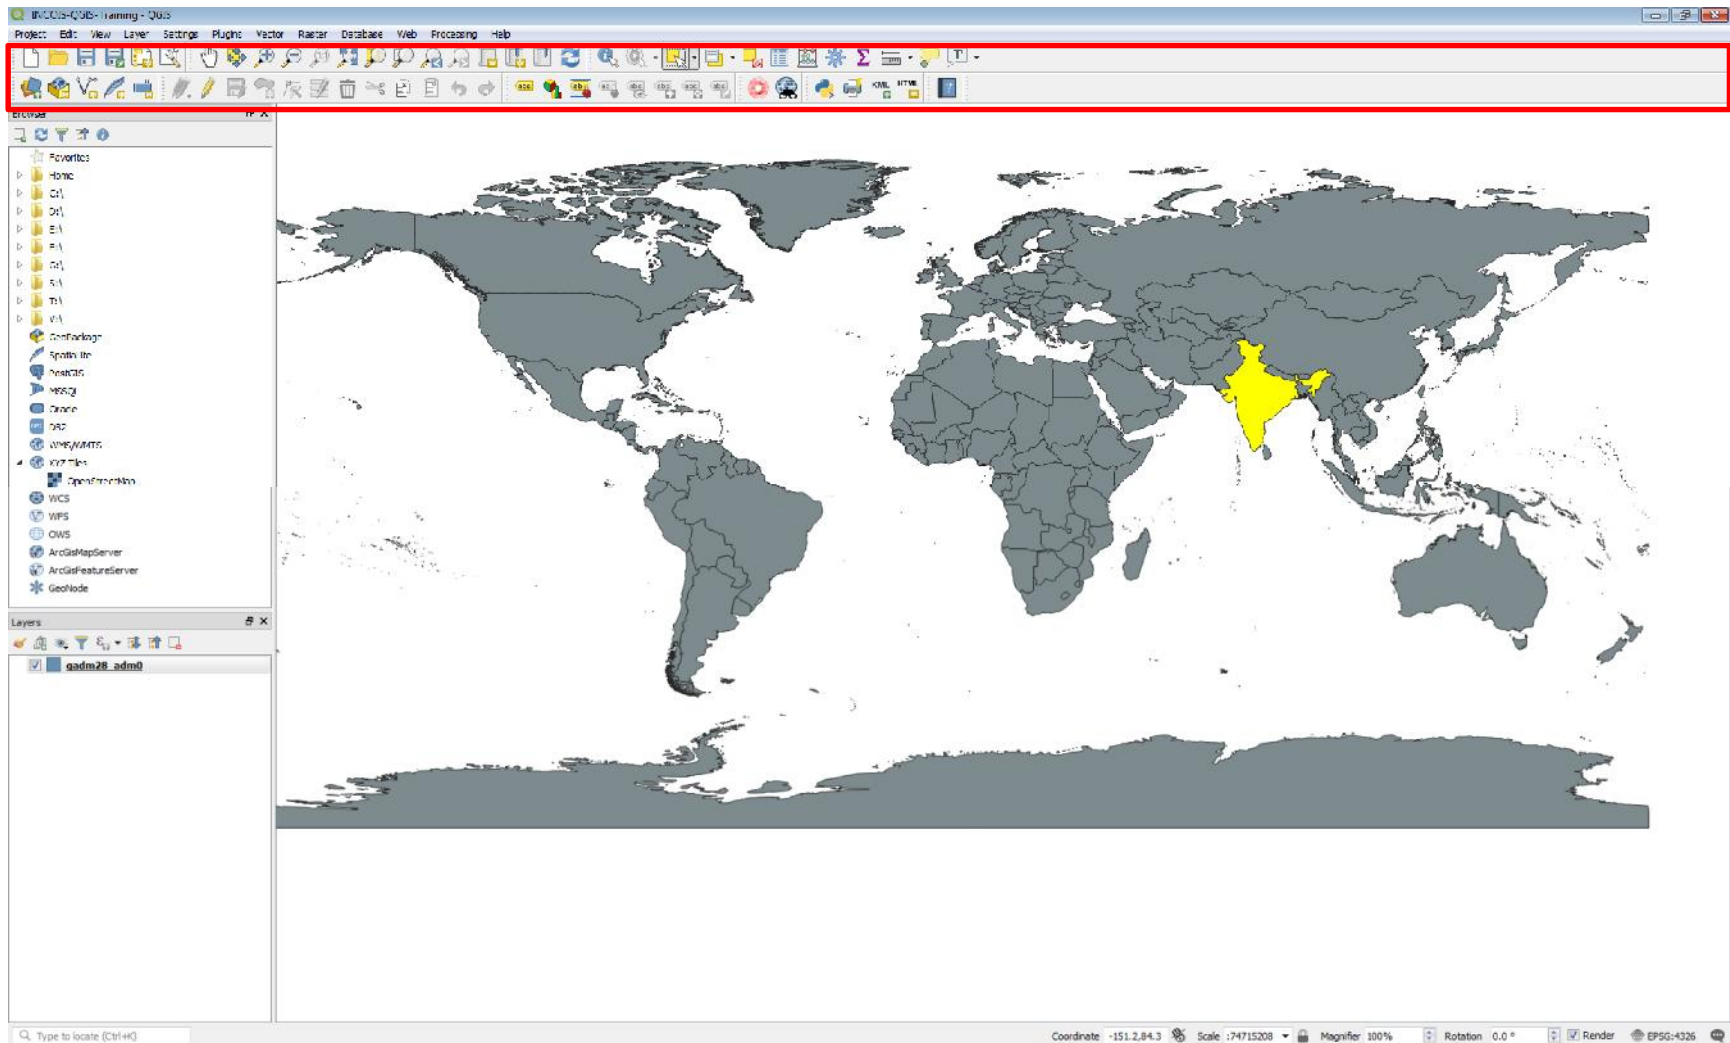 INCOIS-QGIS-Training - QGIS
Project Edit View Layer Settings Plugins Vector Raster Database Web Processing Help
KML HTML
Browser
Favorites
Home
C:\
D:\
E:\
F:\
G:\
S:\
T:\
V:\
GeoPackage
SpatiaLite
PostGIS
MSSQL
Oracle
DB2
WMS/WMTS
XYZ Tiles
OpenStreetMap
WCS
WFS
OWS
ArcGisMapServer
ArcGisFeatureServer
GeoNode
Layers
gadm28_adm0
Type to locate (Ctrl+K)
Coordinate -151.2,84.3 Scale :74715208 Magnifier 100% Rotation 0.0 ° Render EPSG:4326